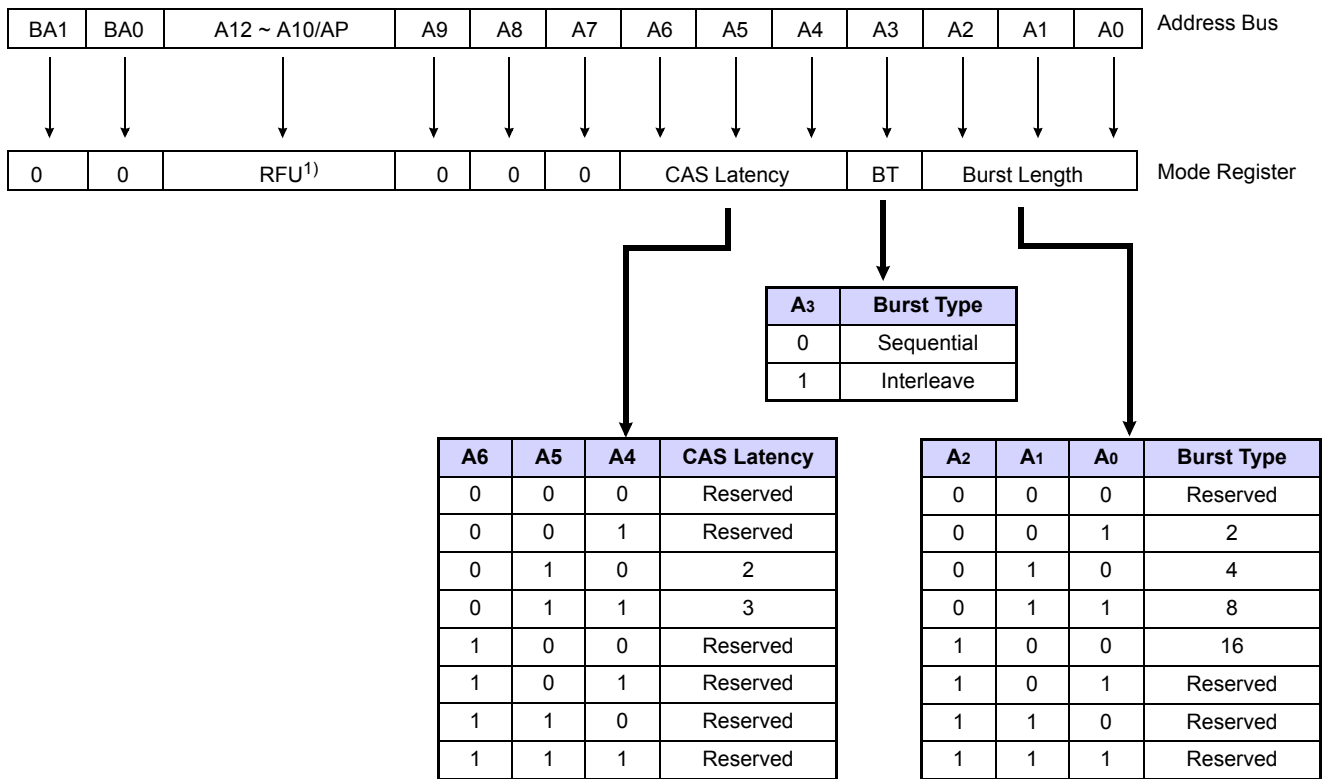 BA1 BA0 A12 ~ A10/AP A9 A8 A7 A6 A5 A4 A3 A2 A1 A0 Address Bus
0 0 RFU1) 0 0 0 CAS Latency BT Burst Length Mode Register
A3 Burst Type
0 Sequential
1 Interleave
A6 A5 A4 CAS Latency
0 0 0 Reserved
0 0 1 Reserved
0 1 0 2
0 1 1 3
1 0 0 Reserved
1 0 1 Reserved
1 1 0 Reserved
1 1 1 Reserved
A2 A1 A0 Burst Type
0 0 0 Reserved
0 0 1 2
0 1 0 4
0 1 1 8
1 0 0 16
1 0 1 Reserved
1 1 0 Reserved
1 1 1 Reserved